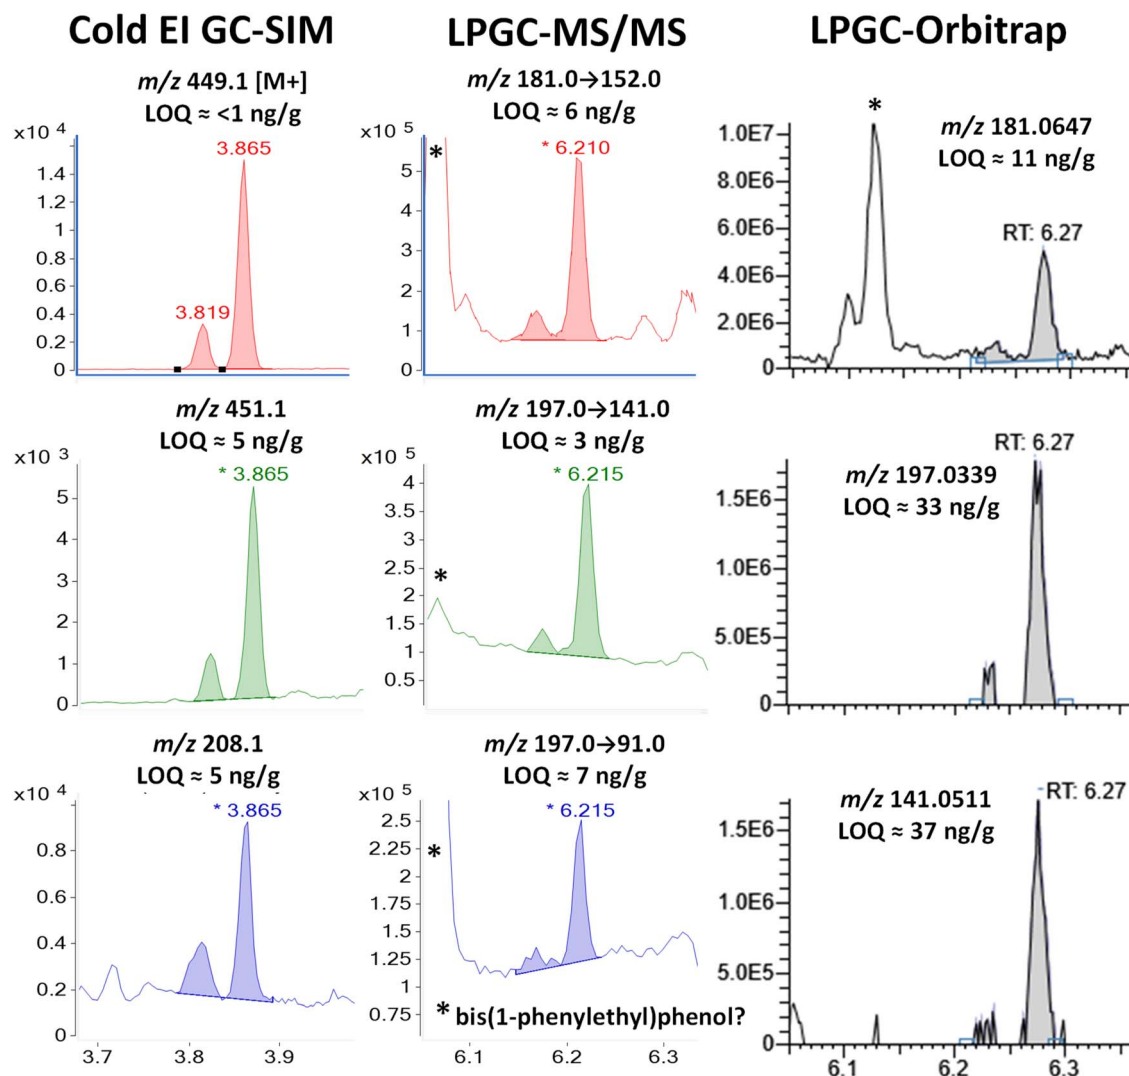 Cold EI GC-SIM
LPGC-MS/MS
LPGC-Orbitrap
m/z 449.1 [M+]
LOQ ≈ <1 ng/g
x10 4
3.865
3.819
1.4
1.2
1
0.8
0.6
0.4
0.2
0
m/z 181.0→152.0
LOQ ≈ 6 ng/g
x10 5
*
* 6.210
5
4
3
2
1
0
*
m/z 181.0647
LOQ ≈ 11 ng/g
RT: 6.27
1.0E7
8.0E6
6.0E6
4.0E6
2.0E6
0
m/z 451.1
LOQ ≈ 5 ng/g
x10 3
* 3.865
5
4
3
2
1
0
m/z 197.0→141.0
LOQ ≈ 3 ng/g
x10 5
* 6.215
*
4
3.5
3
2.5
2
1.5
1
0.5
RT: 6.27
m/z 197.0339
LOQ ≈ 33 ng/g
1.5E6
1.0E6
5.0E5
0
m/z 208.1
LOQ ≈ 5 ng/g
x10 4
* 3.865
1
0.8
0.6
0.4
0.2
0
3.7 3.8 3.9
m/z 197.0→91.0
LOQ ≈ 7 ng/g
x10 5
* 6.215
*
2.5
2.25
2
1.75
1.5
1.25
1
0.75
* bis(1-phenylethyl)phenol?
6.1 6.2 6.3
m/z 141.0511
LOQ ≈ 37 ng/g
RT: 6.27
1.5E6
1.0E6
5.0E5
0
6.1 6.2 6.3